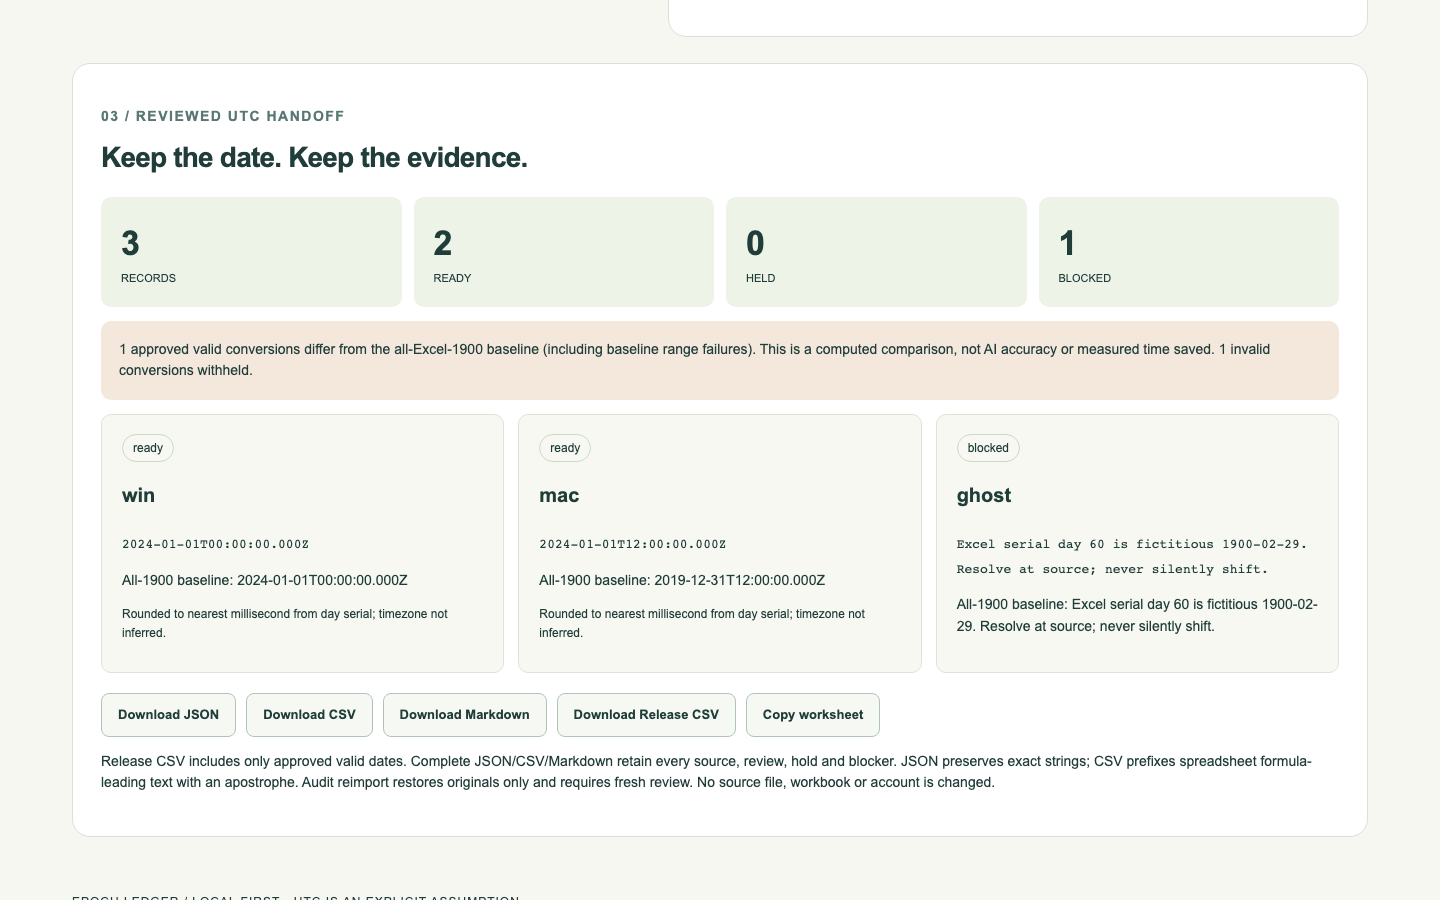 03 / REVIEWED UTC HANDOFF
Keep the date. Keep the evidence.
3
RECORDS
2
READY
0
HELD
1
BLOCKED
1 approved valid conversions differ from the all-Excel-1900 baseline (including baseline range failures). This is a computed comparison, not AI accuracy or measured time saved. 1 invalid
conversions withheld.
ready
win
2024-01-01T00:00:00.000Z
All-1900 baseline: 2024-01-01T00:00:00.000Z
Rounded to nearest millisecond from day serial; timezone not
inferred.
ready
mac
2024-01-01T12:00:00.000Z
All-1900 baseline: 2019-12-31T12:00:00.000Z
Rounded to nearest millisecond from day serial; timezone not
inferred.
blocked
ghost
Excel serial day 60 is fictitious 1900-02-29.
Resolve at source; never silently shift.
All-1900 baseline: Excel serial day 60 is fictitious 1900-02-
29. Resolve at source; never silently shift.
Download JSON
Download CSV
Download Markdown
Download Release CSV
Copy worksheet
Release CSV includes only approved valid dates. Complete JSON/CSV/Markdown retain every source, review, hold and blocker. JSON preserves exact strings; CSV prefixes spreadsheet formula-
leading text with an apostrophe. Audit reimport restores originals only and requires fresh review. No source file, workbook or account is changed.